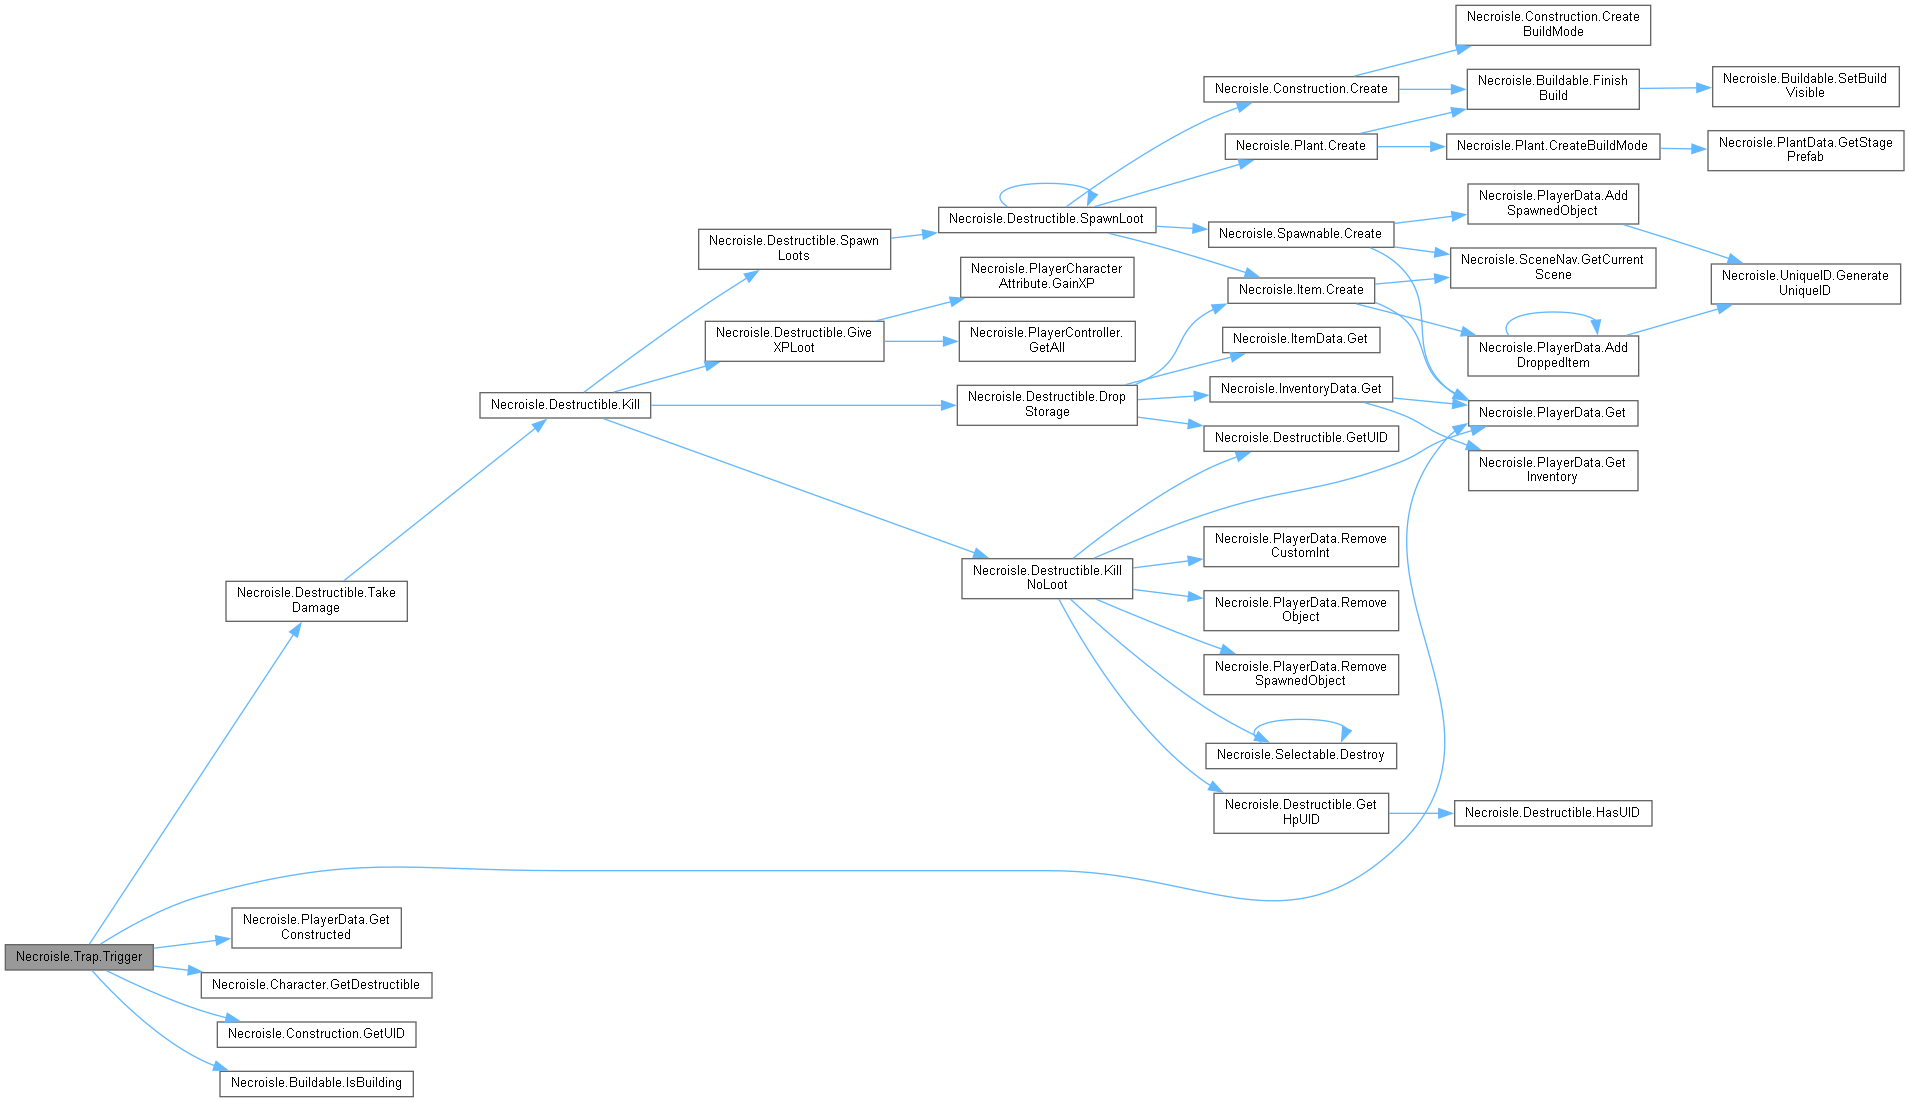 Necroisle.Construction.Create
BuildMode
Necroisle.Construction.Create
Necroisle.Buildable.Finish
Build
Necroisle.Buildable.SetBuild
Visible
Necroisle.Plant.Create
Necroisle.Plant.CreateBuildMode
Necroisle.PlantData.GetStage
Prefab
Necroisle.Destructible.SpawnLoot
Necroisle.PlayerData.Add
SpawnedObject
Necroisle.Spawnable.Create
Necroisle.Destructible.Spawn
Loots
Necroisle.SceneNav.GetCurrent
Scene
Necroisle.UniqueID.Generate
UniqueID
Necroisle.PlayerCharacter
Attribute.GainXP
Necroisle.Item.Create
Necroisle.Destructible.Give
XPLoot
Necroisle.PlayerController.
GetAll
Necroisle.ItemData.Get
Necroisle.PlayerData.Add
DroppedItem
Necroisle.Destructible.Kill
Necroisle.Destructible.Drop
Storage
Necroisle.InventoryData.Get
Necroisle.PlayerData.Get
Necroisle.Destructible.GetUID
Necroisle.PlayerData.Get
Inventory
Necroisle.PlayerData.Remove
CustomInt
Necroisle.Destructible.Kill
NoLoot
Necroisle.Destructible.Take
Damage
Necroisle.PlayerData.Remove
Object
Necroisle.PlayerData.Remove
SpawnedObject
Necroisle.Selectable.Destroy
Necroisle.Destructible.Get
HpUID
Necroisle.Destructible.HasUID
Necroisle.PlayerData.Get
Constructed
Necroisle.Trap.Trigger
Necroisle.Character.GetDestructible
Necroisle.Construction.GetUID
Necroisle.Buildable.IsBuilding